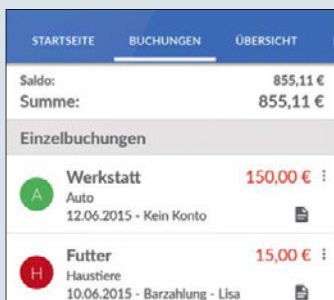 STARTSEITE BUCHUNGEN ÜBERSICHT
Saldo: 855,11 €
Summe: 855,11 €
Einzelbuchungen
Werkstatt 150,00 €
A Auto
12.06.2015 - Kein Konto
Futter 15,00 €
H Haustiere
10.06.2015 - Barzahlung - Lisa